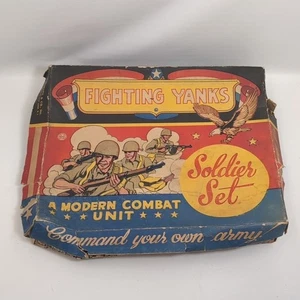 FIGHTING YANKS
Soldier
Set
A MODERN COMBAT
UNIT
Command your own army